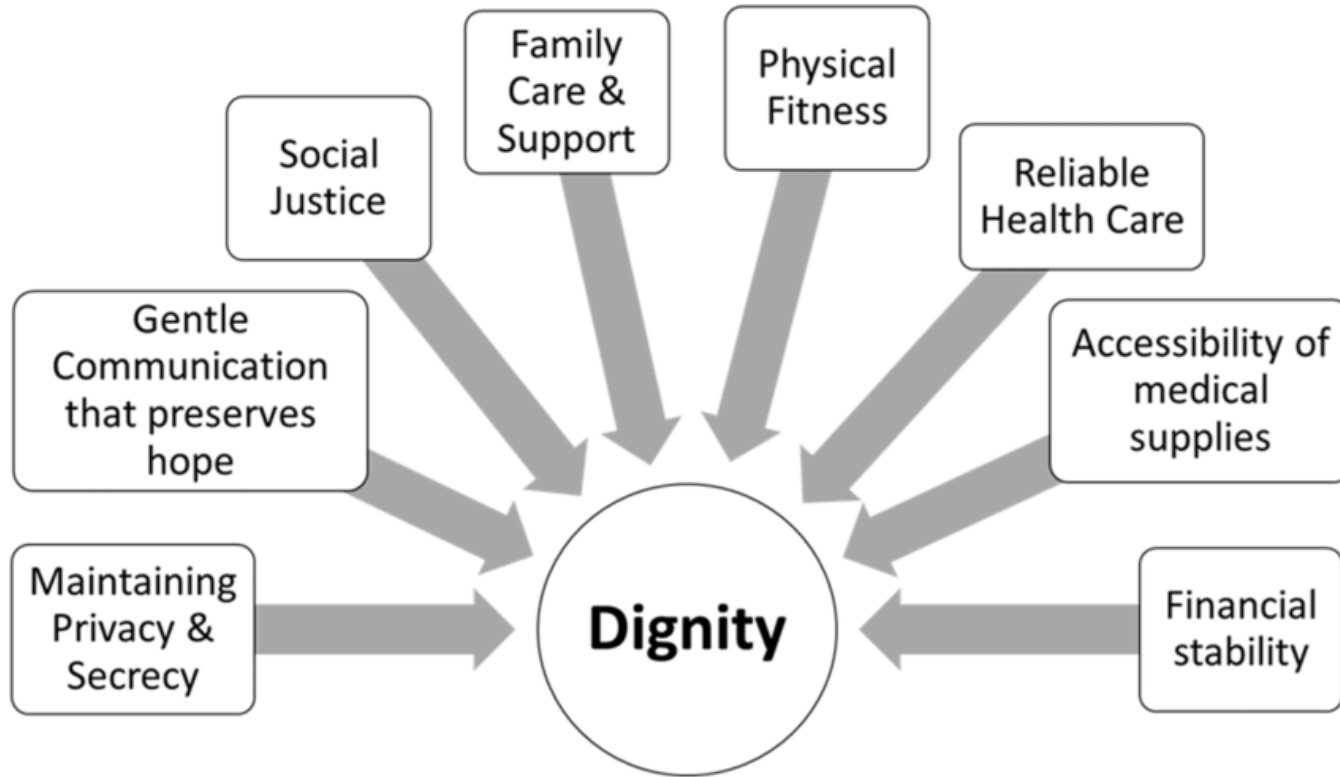 Family
Care &
Support
Physical
Fitness
Social
Justice
Reliable
Health Care
Gentle
Communication
that preserves
hope
Accessibility of
medical
supplies
Maintaining
Privacy &
Secrecy
Dignity
Financial
stability